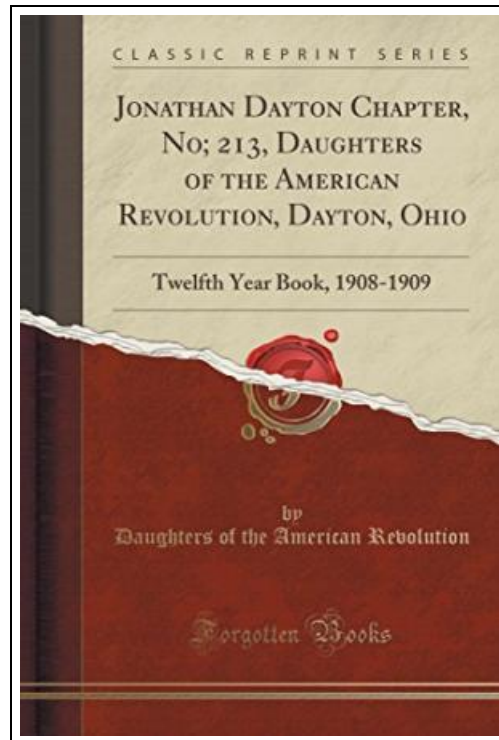 CLASSIC REPRINT SERIES
JONATHAN DAYTON CHAPTER,
NO; 213, DAUGHTERS
OF THE AMERICAN
REVOLUTION, DAYTON, OHIO
Twelfth Year Book, 1908-1909
F
by
Daughters of the American Revolution
Forgotten Books